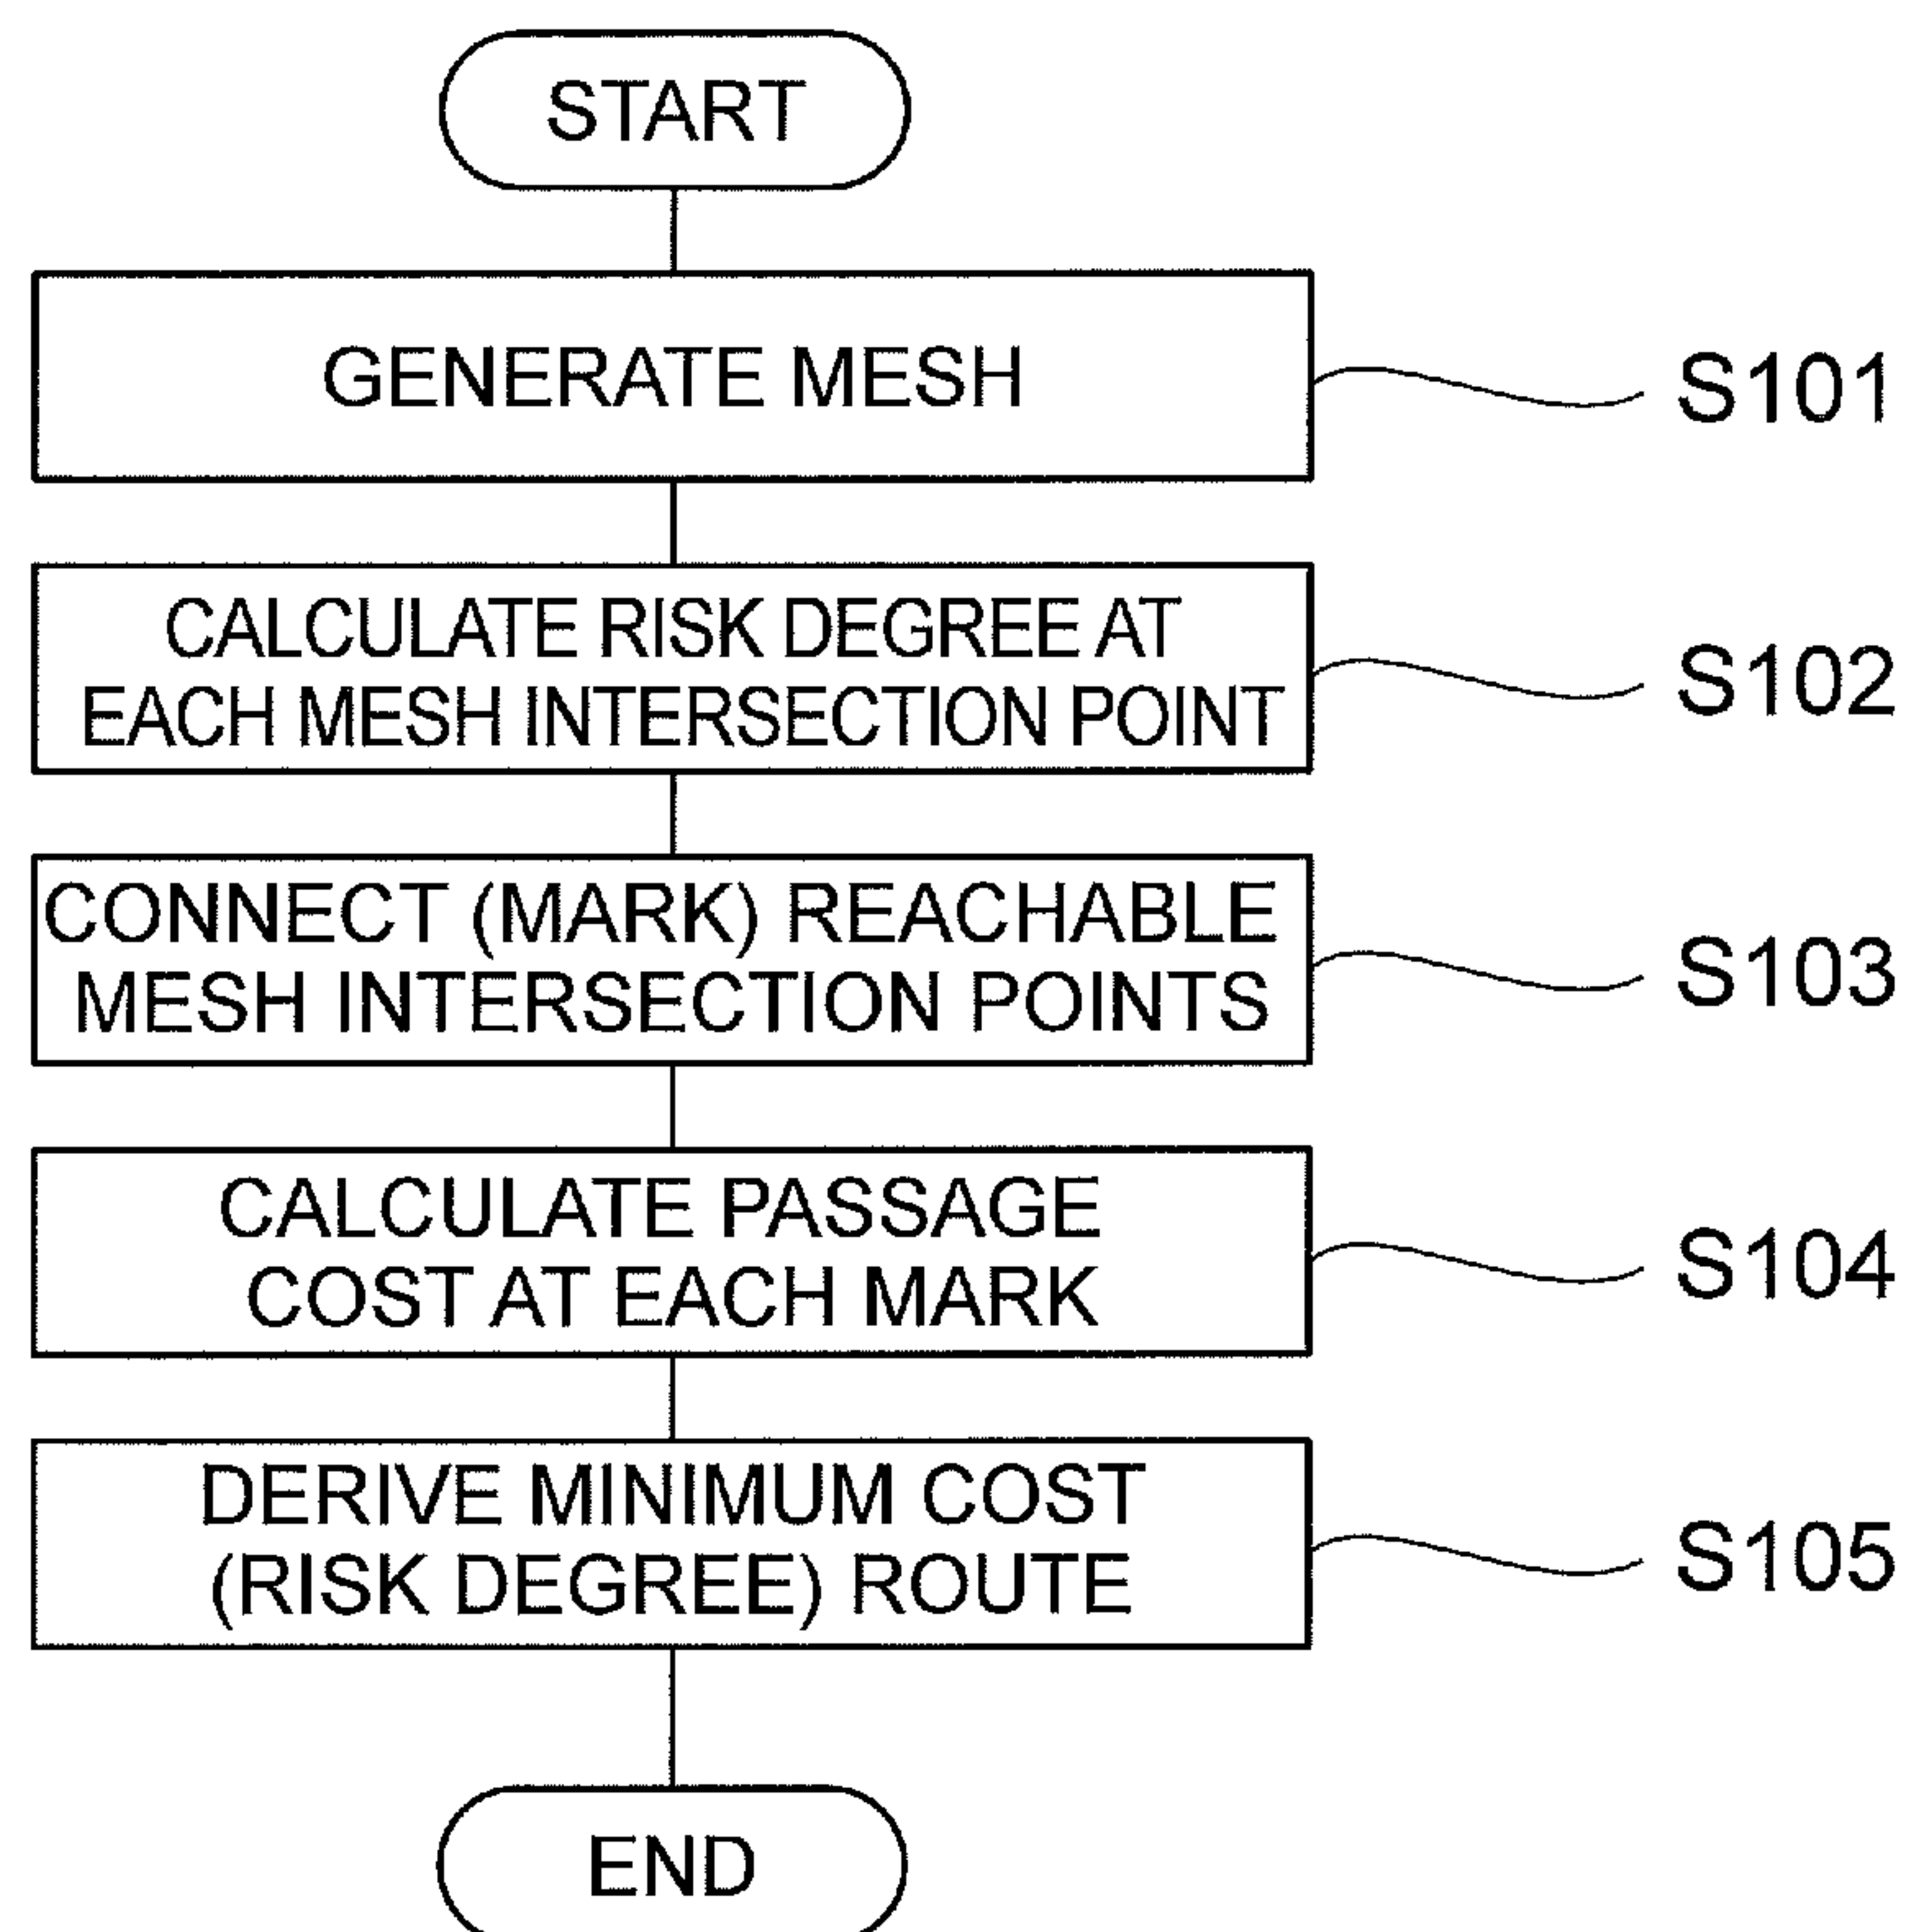 START
GENERATE MESH
S101
CALCULATE RISK DEGREE AT
EACH MESH INTERSECTION POINT
S102
CONNECT (MARK) REACHABLE
MESH INTERSECTION POINTS
S103
CALCULATE PASSAGE
COST AT EACH MARK
S104
DERIVE MINIMUM COST
(RISK DEGREE) ROUTE
S105
END